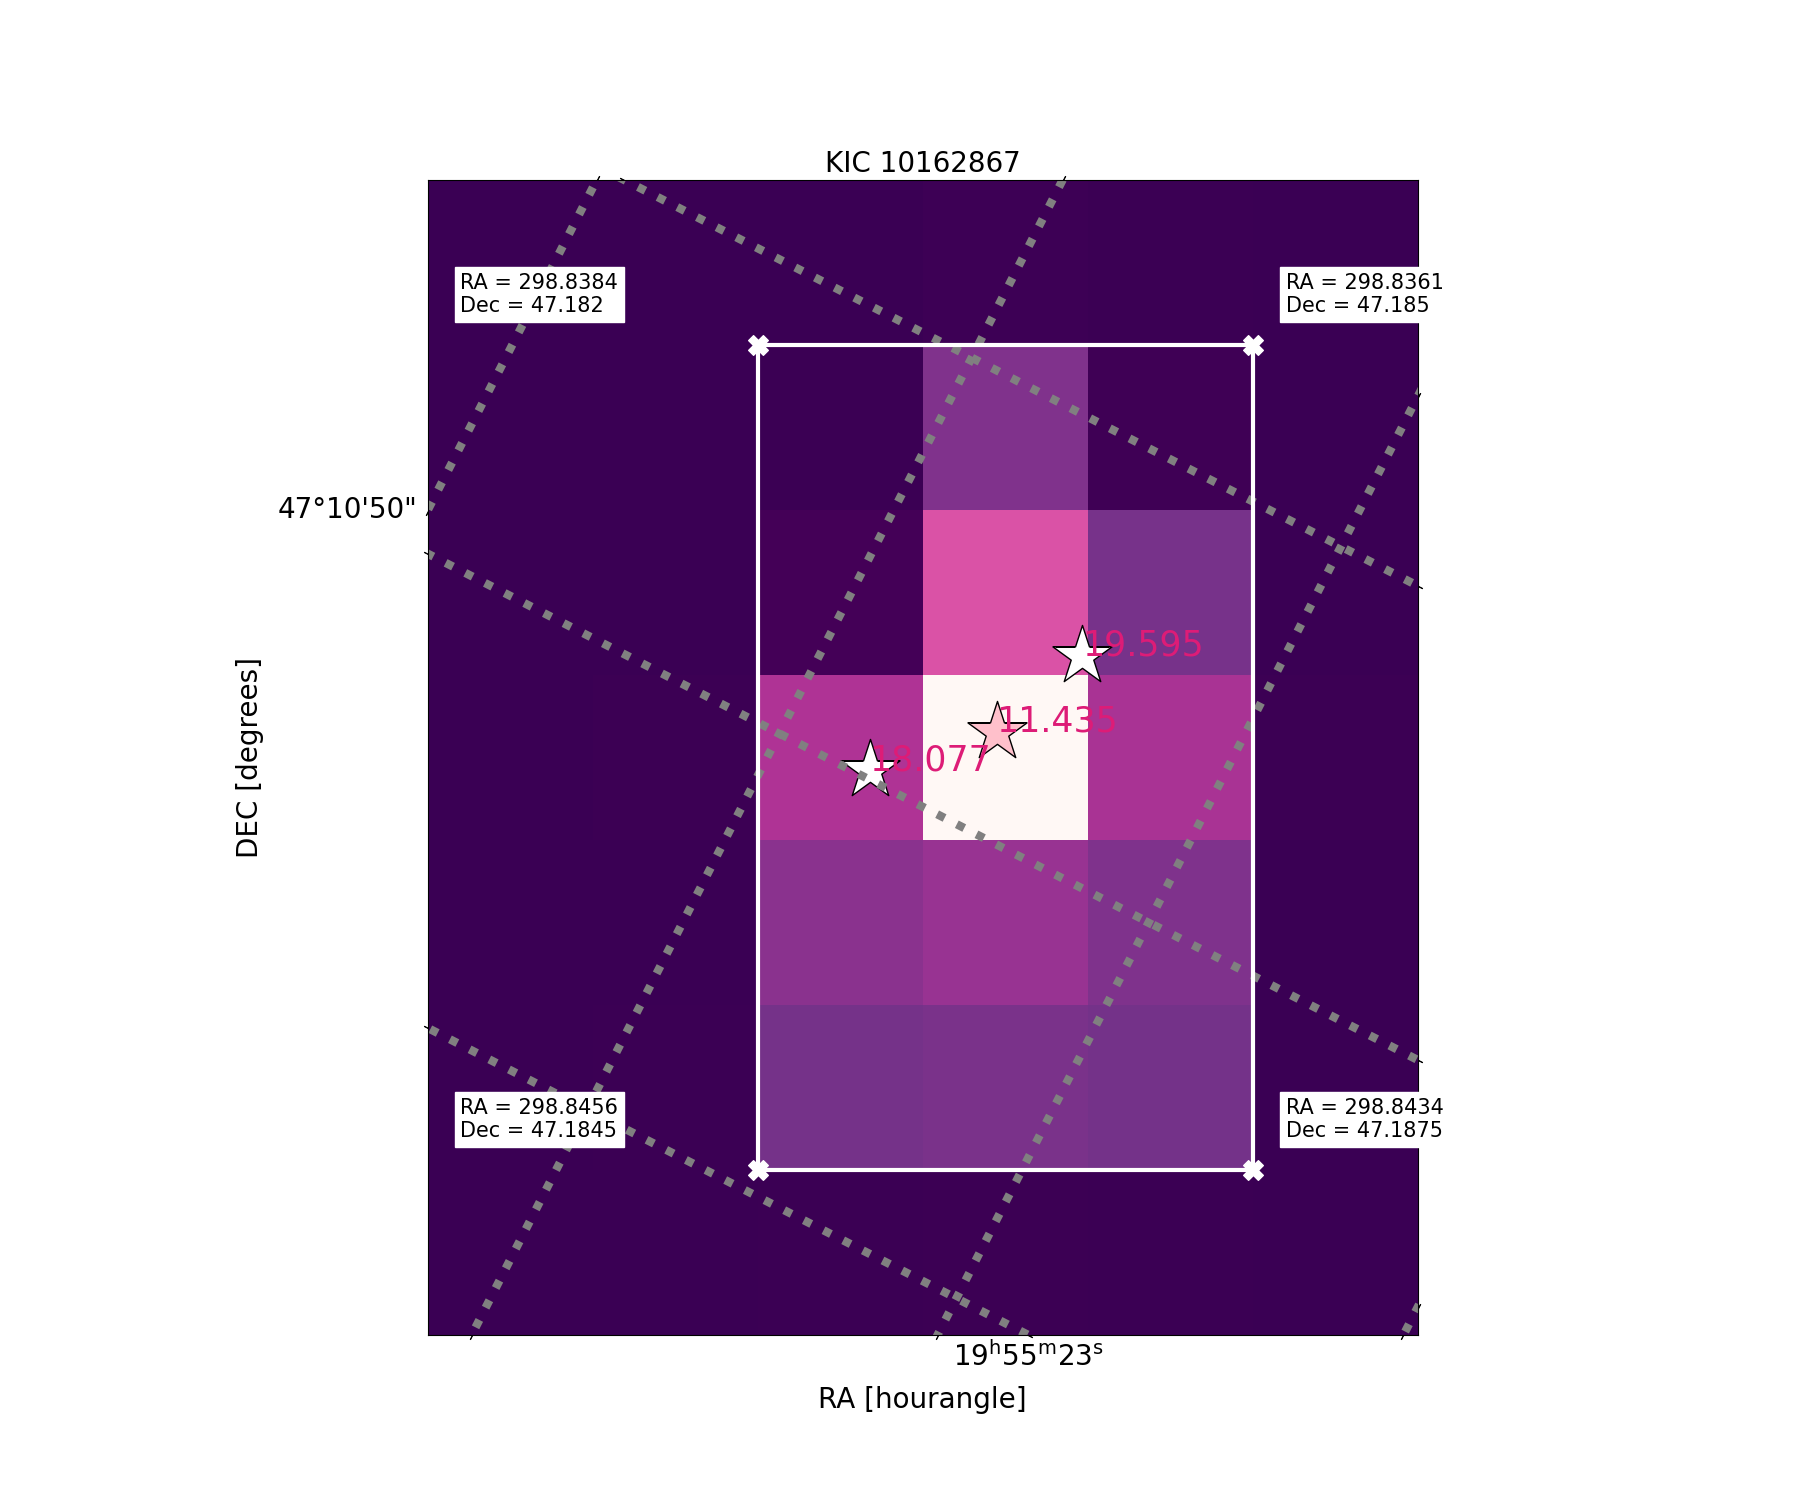 KIC 10162867
RA = 298.8384
Dec = 47.182
RA = 298.8361
Dec = 47.185
47°10'50"
19.595
11.435
18.077
DEC [degrees]
RA = 298.8456
Dec = 47.1845
RA = 298.8434
Dec = 47.1875
19h55m23s
RA [hourangle]